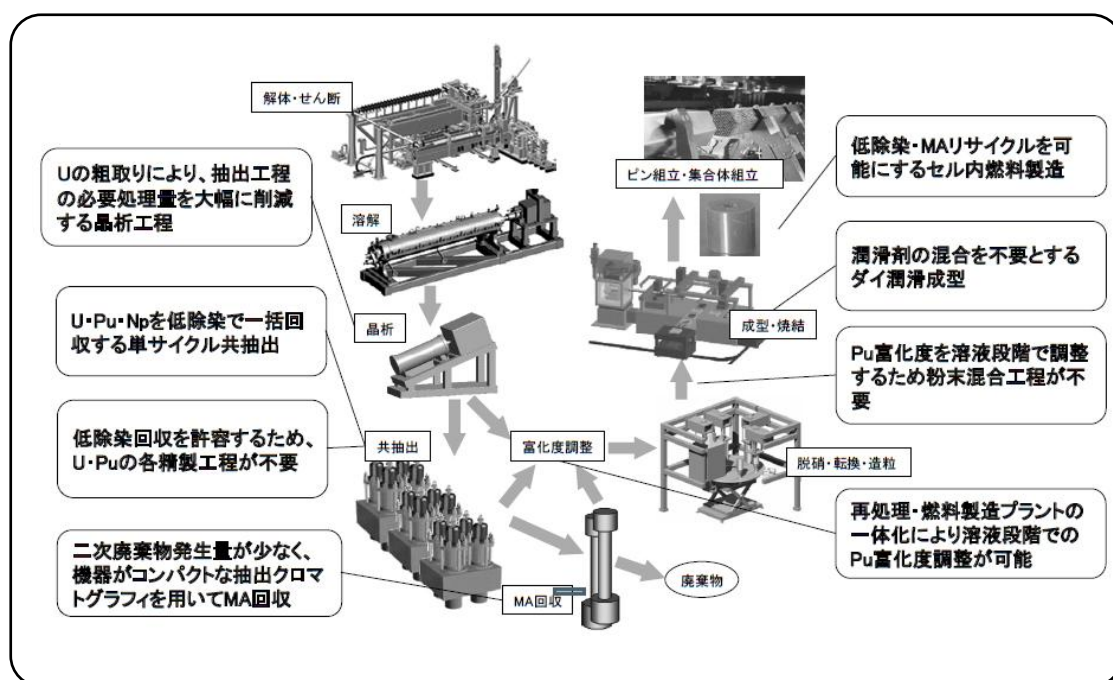 解体・せん断
Uの粗取りにより、抽出工程
の必要処理量を大幅に削減
する晶析工程
溶解
U・Pu・Npを低除染で一括回
収する単サイクル共抽出
晶析
低除染回収を許容するため、
U・Puの各精製工程が不要
共抽出
二次廃棄物発生量が少なく、
機器がコンパクトな抽出クロマ
トグラフィを用いてMA回収
MA回収
廃棄物
富化度調整
脱硝・転換・造粒
成型・焼結
ピン組立・集合体組立
低除染・MAリサイクルを可
能にするセル内燃料製造
潤滑剤の混合を不要とする
ダイ潤滑成型
Pu富化度を溶液段階で調整
するため粉末混合工程が不
要
再処理・燃料製造プラントの
一体化により溶液段階での
Pu富化度調整が可能